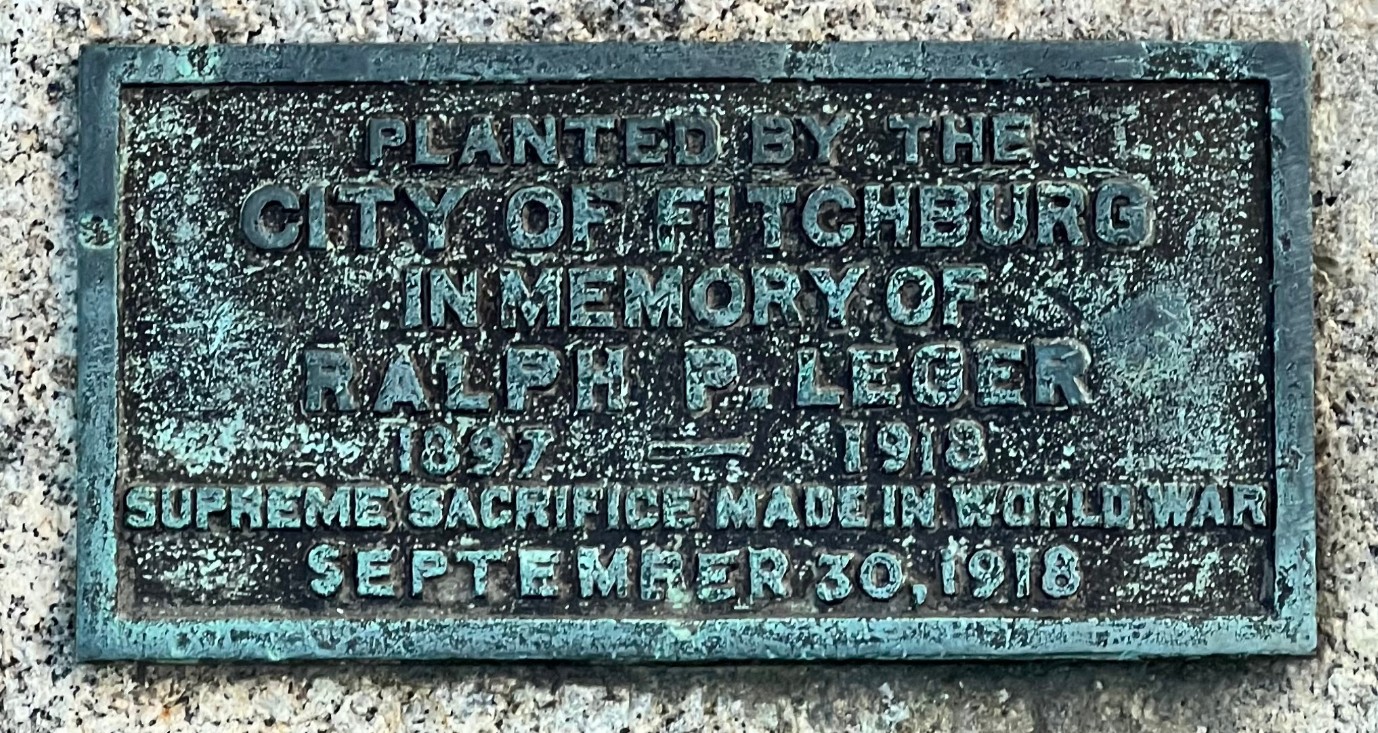 PLANTED BY THE
CITY OF FITCHBURG
IN MEMORY OF
RALPH P. LEGER
1897 — 1918
SUPREME SACRIFICE MADE IN WORLD WAR
SEPTEMBER 30, 1918